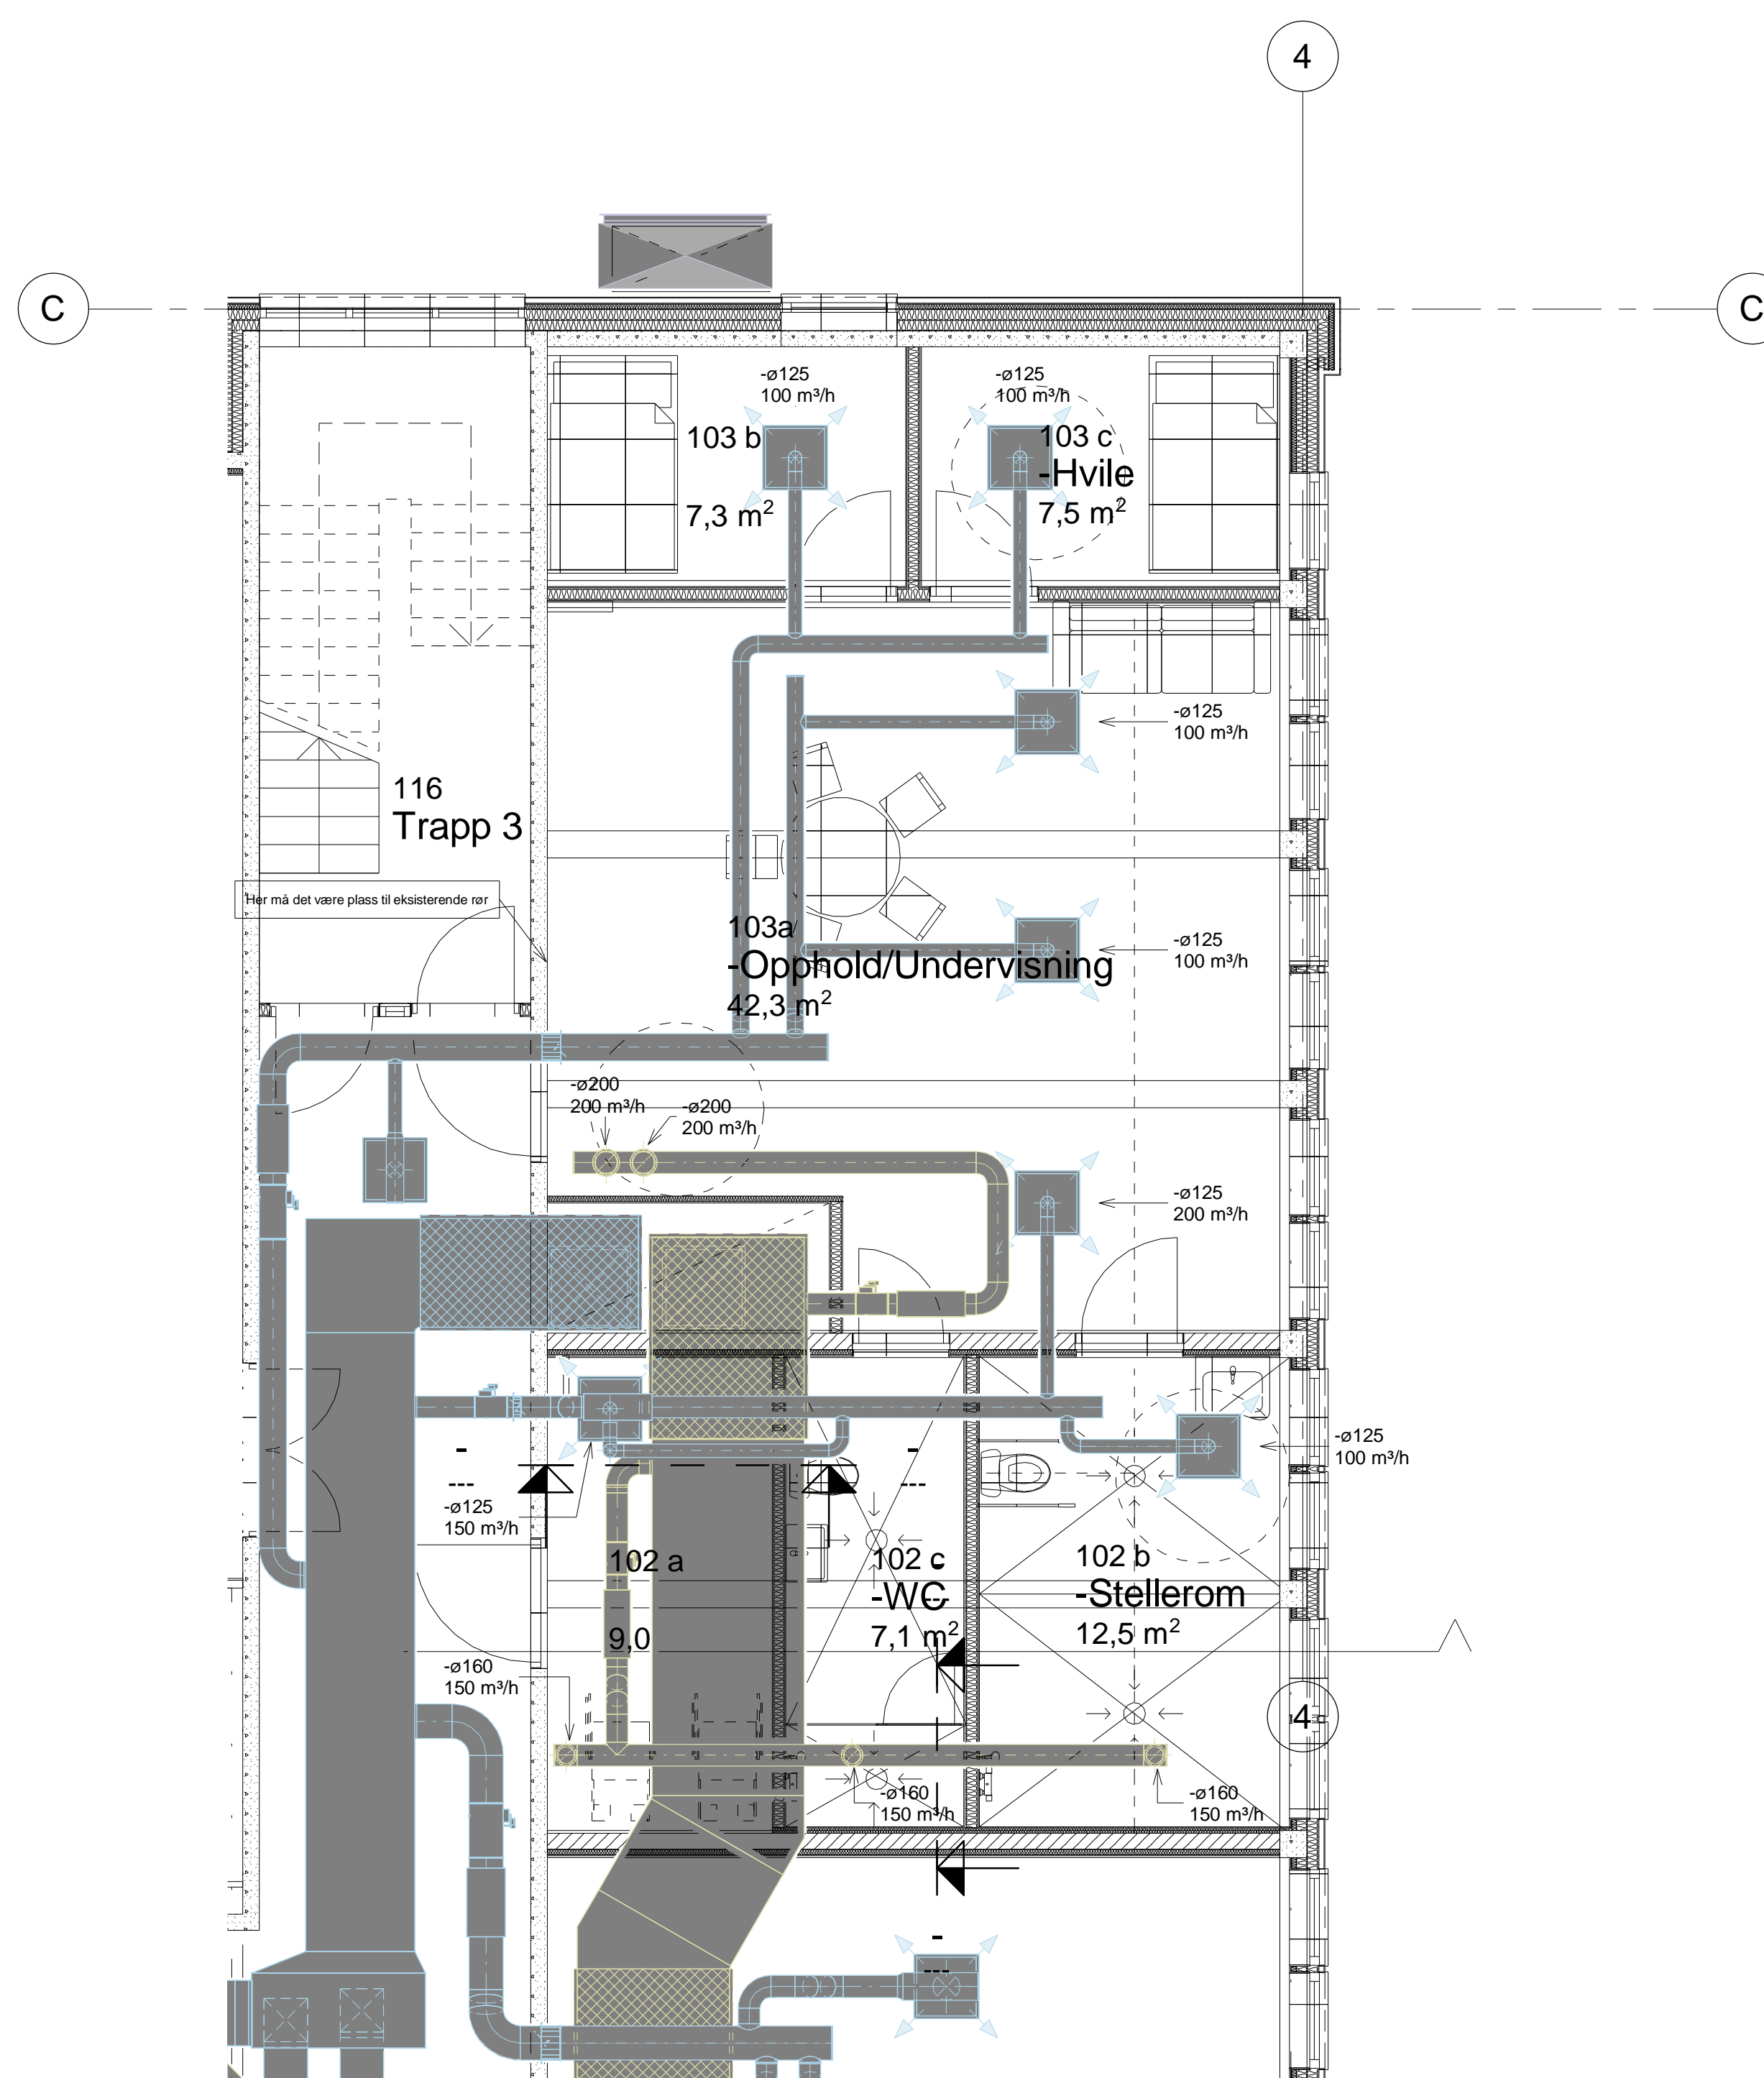 4
C
C
-ø125
100 m³/h
-ø125
100 m³/h
103 b
7,3 m²
103 c
-Hvile
7,5 m²
-ø125
100 m³/h
116
Trapp 3
Her må det være plass til eksisterende rør
103a
-Opphold/Undervisning
42,3 m²
-ø125
100 m³/h
-ø200
200 m³/h
-ø200
200 m³/h
-ø125
200 m³/h
-
---
-
---
-ø125
100 m³/h
-ø125
150 m³/h
102 a
9,0
102 c
-WC
7,1 m²
-
---
102 b
-Stellerom
12,5 m²
-ø160
150 m³/h
4
-ø160
150 m³/h
-ø160
150 m³/h
-
---